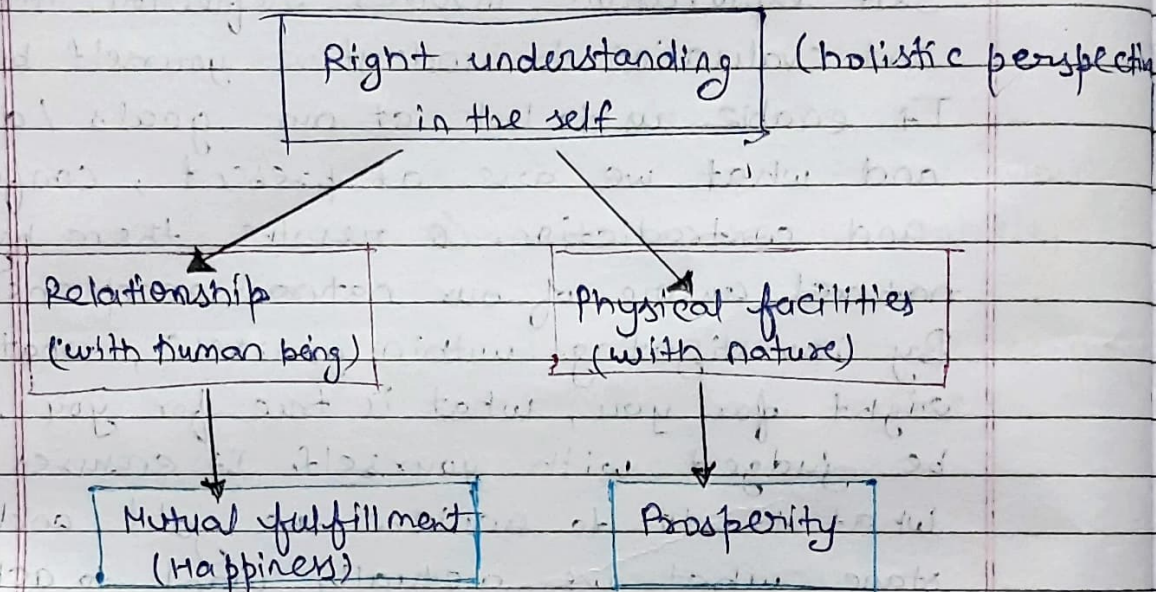 Right understanding (holistic perspectiv
in the self
Relationship
(with human being)
Physical facilities
(with nature)
Mutual fulfillment
(Happiness)
Prosperity